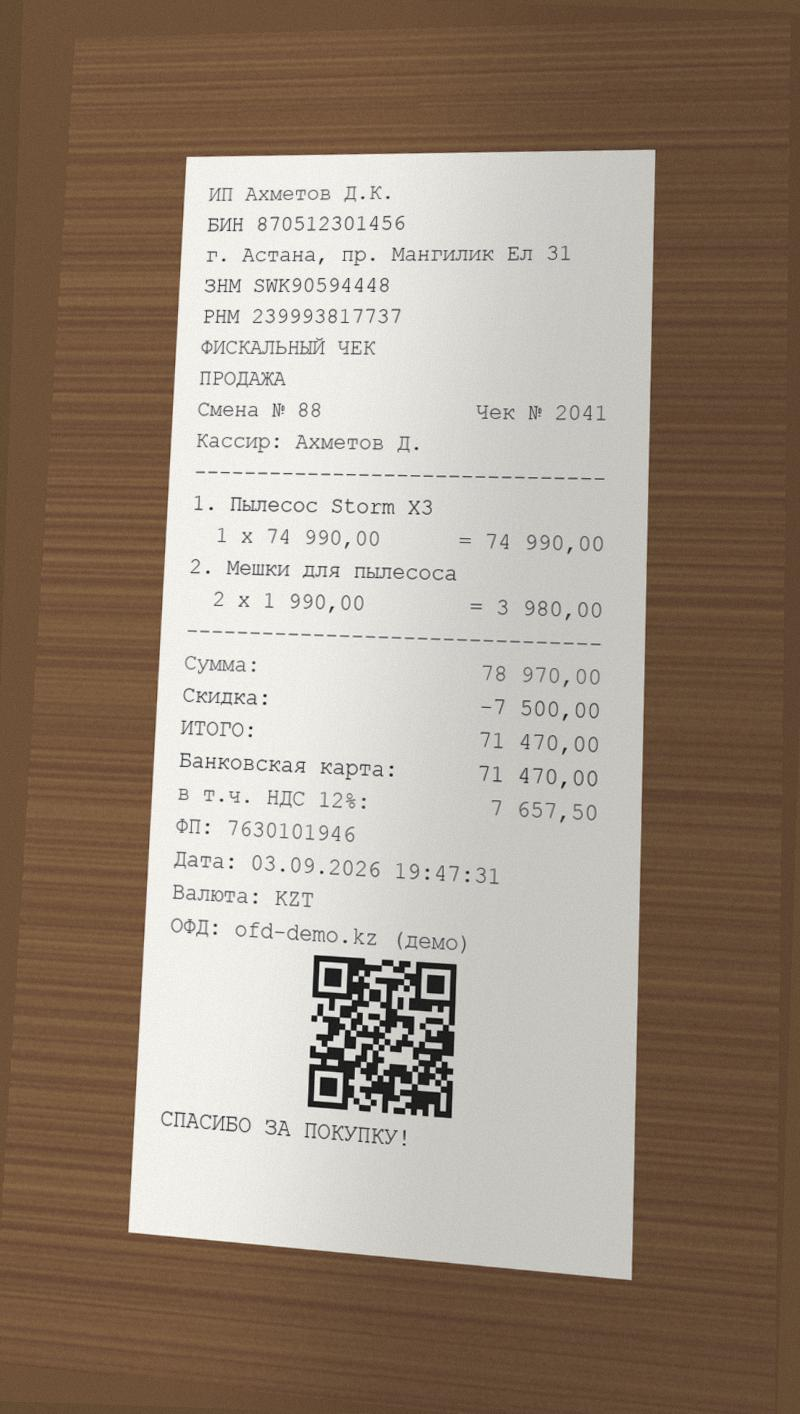 ИП Ахметов Д.К.
БИН 870512301456
г. Астана, пр. Мангилик Ел 31
ЗНМ SWK90594448
РНМ 239993817737
ФИСКАЛЬНЫЙ ЧЕК
ПРОДАЖА
Смена № 88 Чек № 2041
Кассир: Ахметов Д.
---------------------------------
1. Пылесос Storm X3
1 x 74 990,00 = 74 990,00
2. Мешки для пылесоса
2 x 1 990,00 = 3 980,00
---------------------------------
Сумма: 78 970,00
Скидка: -7 500,00
ИТОГО: 71 470,00
Банковская карта: 71 470,00
в т.ч. НДС 12%: 7 657,50
ФП: 7630101946
Дата: 03.09.2026 19:47:31
Валюта: KZT
ОФД: ofd-demo.kz (демо)
СПАСИБО ЗА ПОКУПКУ!